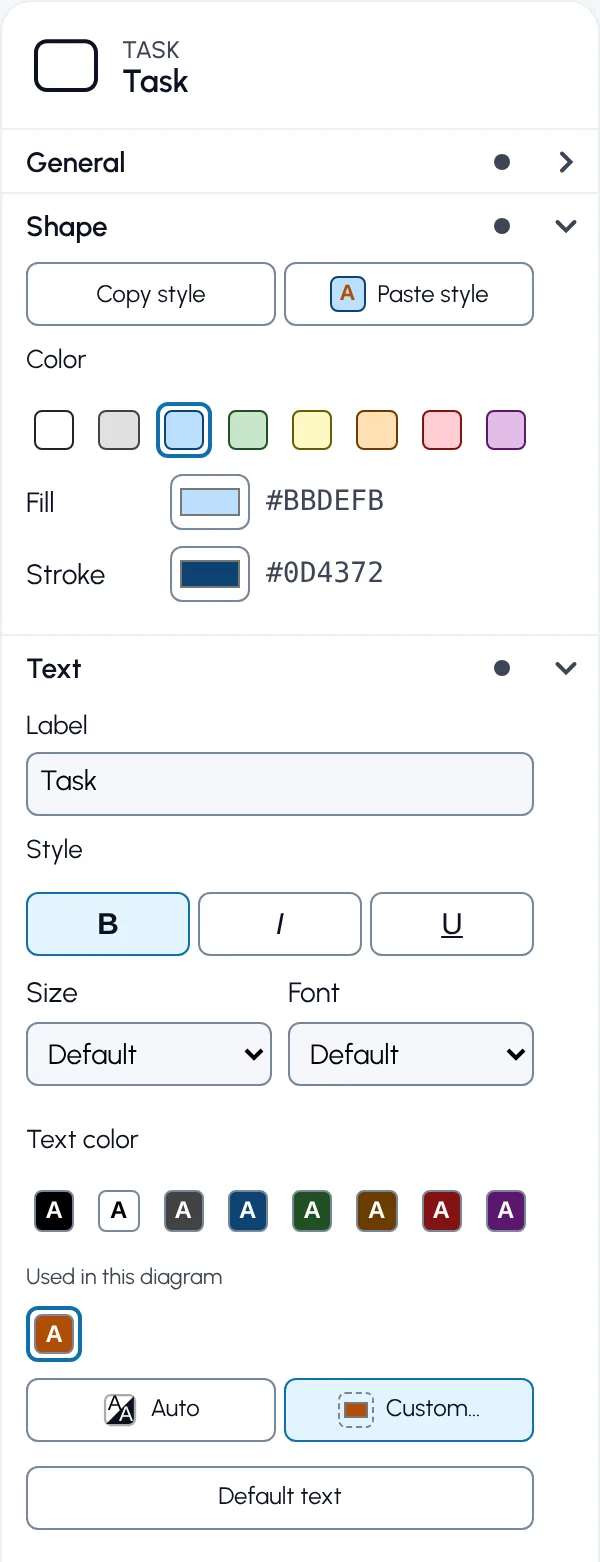 TASK
Task
General
Shape
Copy style
A Paste style
Color
Fill #BBDEFB
Stroke #0D4372
Text
Label
Task
Style
B I U
Size Font
Default Default
Text color
A A A A A A A A
Used in this diagram
A
AA Auto Custom...
Default text